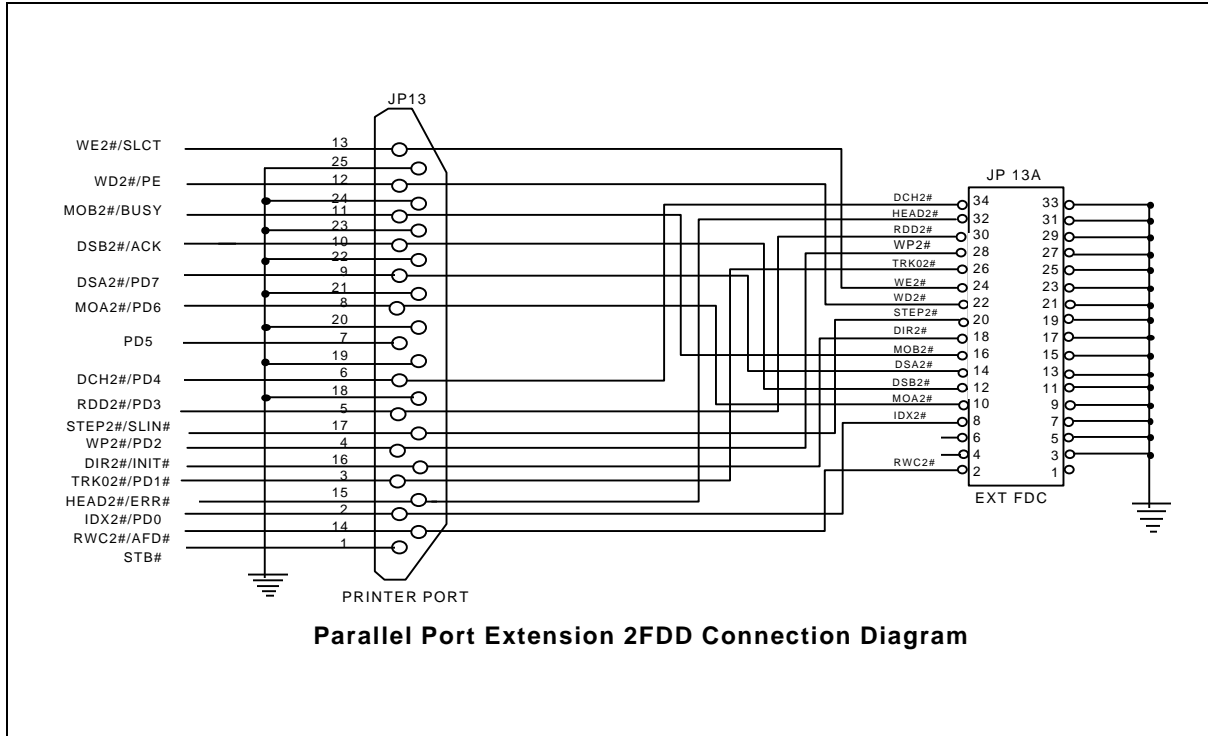 JP13
WE2#/SLCT 13
25
WD2#/PE 12
24
MOB2#/BUSY 11
23
DSB2#/ACK 10
22
DSA2#/PD7 9
21
MOA2#/PD6 8
20
PD5 7
19
DCH2#/PD4 6
18
RDD2#/PD3 5
STEP2#/SLIN# 17
WP2#/PD2 4
DIR2#/INIT# 16
TRK02#/PD1# 3
HEAD2#/ERR# 15
IDX2#/PD0 2
RWC2#/AFD# 14
STB# 1
PRINTER PORT
JP 13A
DCH2# 34 33
HEAD2# 32 31
RDD2# 30 29
WP2# 28 27
TRK02# 26 25
WE2# 24 23
WD2# 22 21
STEP2# 20 19
DIR2# 18 17
MOB2# 16 15
DSA2# 14 13
DSB2# 12 11
MOA2# 10 9
IDX2# 8 7
6 5
4 3
RWC2# 2 1
EXT FDC
Parallel Port Extension 2FDD Connection Diagram